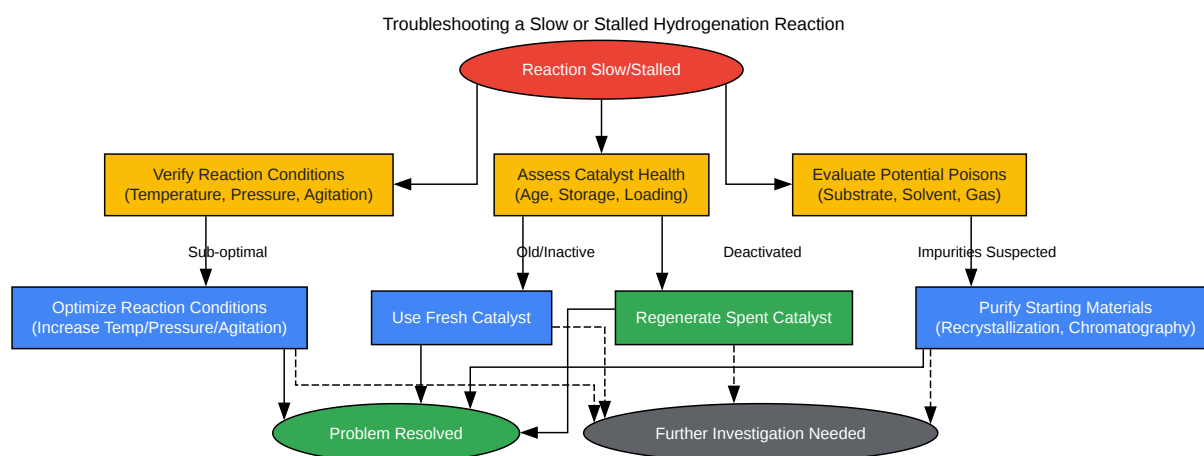 Troubleshooting a Slow or Stalled Hydrogenation Reaction
Reaction Slow/Stalled
Verify Reaction Conditions
(Temperature, Pressure, Agitation)
Assess Catalyst Health
(Age, Storage, Loading)
Evaluate Potential Poisons
(Substrate, Solvent, Gas)
Sub-optimal
Old/Inactive
Deactivated
Impurities Suspected
Optimize Reaction Conditions
(Increase Temp/Pressure/Agitation)
Use Fresh Catalyst
Regenerate Spent Catalyst
Purify Starting Materials
(Recrystallization, Chromatography)
Problem Resolved
Further Investigation Needed